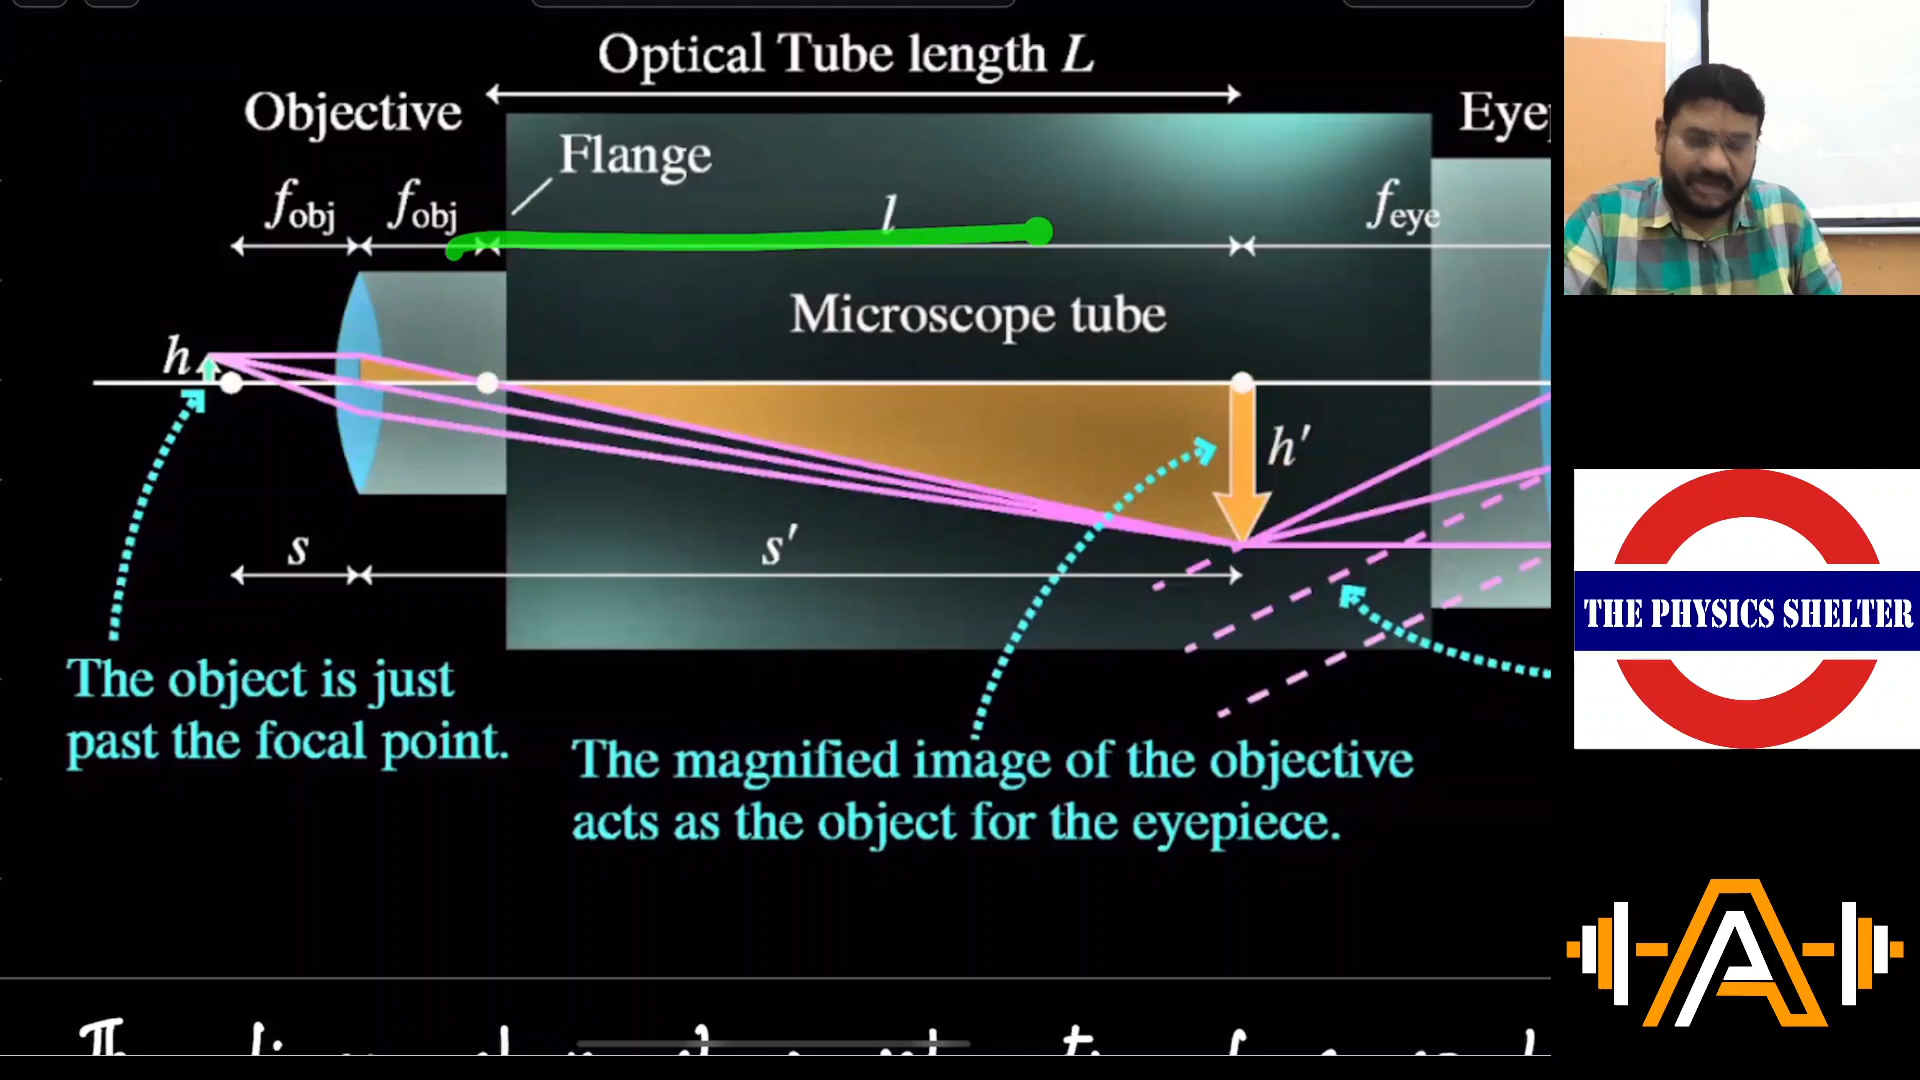 Optical Tube length L
Objective
Flange
f_obj f_obj l f_eye
Microscope tube
h
h′
s s′
The object is just
past the focal point.
The magnified image of the objective
acts as the object for the eyepiece.
THE PHYSICS SHELTER
A